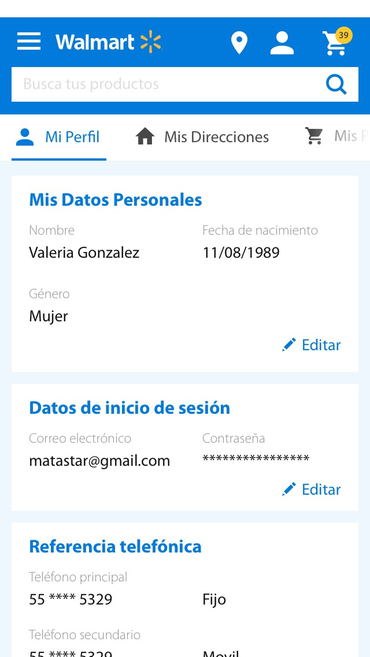 Walmart
39
Busca tus productos
Mi Perfil Mis Direcciones Mis
Mis Datos Personales
Nombre Fecha de nacimiento
Valeria Gonzalez 11/08/1989
Género
Mujer
Editar
Datos de inicio de sesión
Correo electrónico Contraseña
matastar@gmail.com ****************
Editar
Referencia telefónica
Teléfono principal
55 **** 5329 Fijo
Teléfono secundario
55 **** 5329 Movil